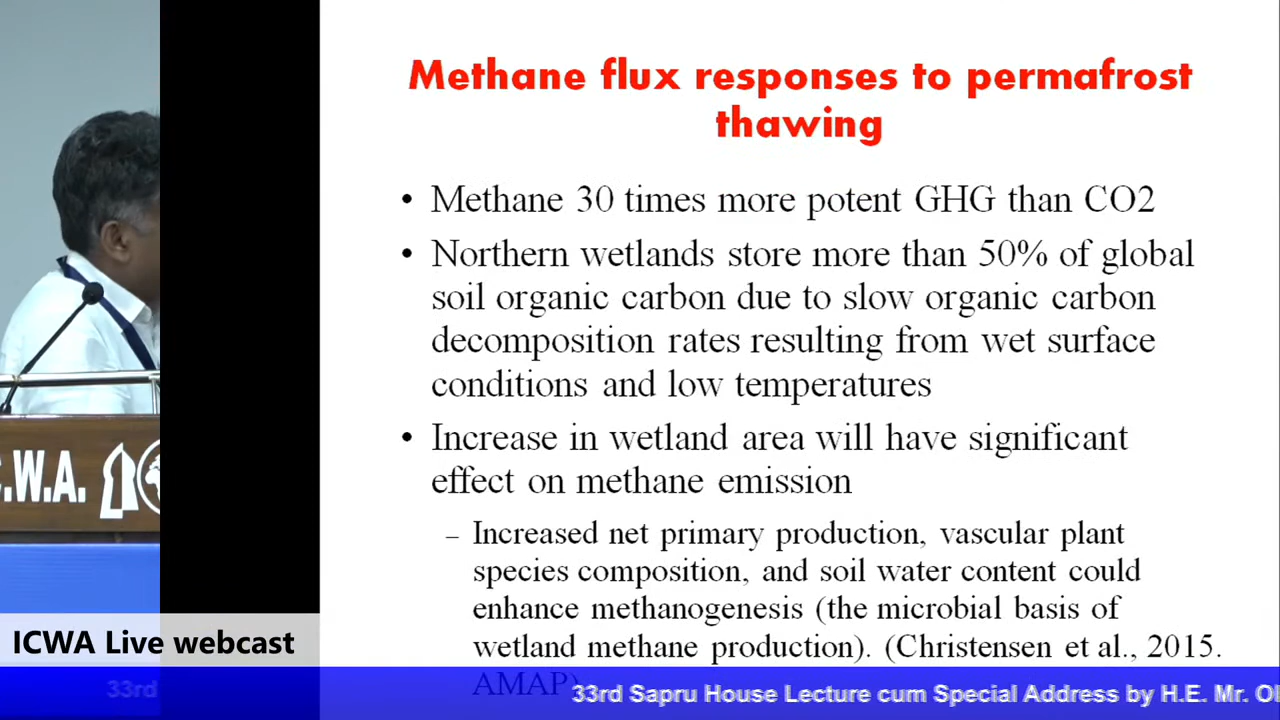 Methane flux responses to permafrost
thawing
• Methane 30 times more potent GHG than CO2
• Northern wetlands store more than 50% of global
soil organic carbon due to slow organic carbon
decomposition rates resulting from wet surface
conditions and low temperatures
• Increase in wetland area will have significant
effect on methane emission
– Increased net primary production, vascular plant
species composition, and soil water content could
enhance methanogenesis (the microbial basis of
wetland methane production). (Christensen et al., 2015.
AMAP)
.W.A.
ICWA Live webcast
33rd
33rd Sapru House Lecture cum Special Address by H.E. Mr. Ol